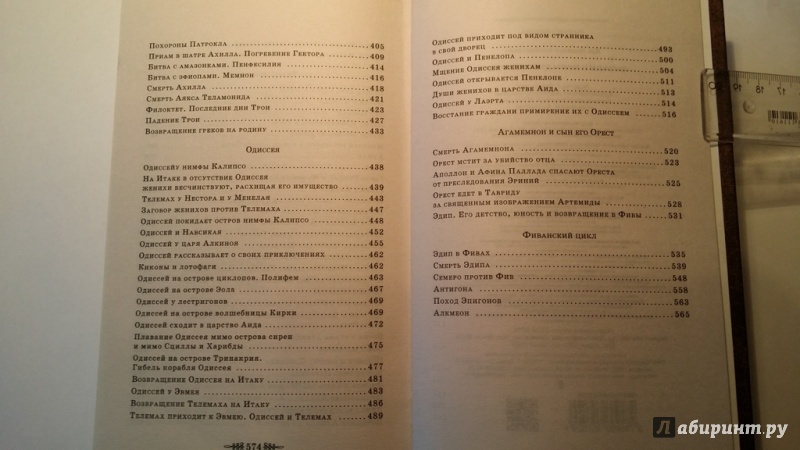 Похороны Патрокла 405
Приам в шатре Ахилла. Погребение Гектора 409
Битва с амазонками. Пенфесилия 414
Битва с эфиопами. Мемнон 416
Смерть Ахилла 418
Смерть Аякса Теламонида 421
Филоктет. Последние дни Трои 423
Падение Трои 427
Возвращение греков на родину 433
Одиссея
Одиссей у нимфы Калипсо 438
На Итаке в отсутствие Одиссея
женихи бесчинствуют, расхищая его имущество 439
Телемах у Нестора и у Менелая 443
Заговор женихов против Телемаха 447
Одиссей покидает остров нимфы Калипсо 448
Одиссей и Навсикая 452
Одиссей у царя Алкиноя 455
Одиссей рассказывает о своих приключениях 462
Киконы и лотофаги 462
Одиссей на острове циклопов. Полифем 463
Одиссей на острове Эола 467
Одиссей у лестригонов 469
Одиссей на острове волшебницы Кирки 469
Одиссей сходит в царство Аида 472
Плавание Одиссея мимо острова сирен
и мимо Сциллы и Харибды 475
Одиссей на острове Тринакрия.
Гибель корабля Одиссея 477
Возвращение Одиссея на Итаку 481
Одиссей у Эвмея 483
Возвращение Телемаха на Итаку 486
Телемах приходит к Эвмею. Одиссей и Телемах 489
574
Одиссей приходит под видом странника
в свой дворец 493
Одиссей и Пенелопа 500
Мщение Одиссея женихам 504
Одиссей открывается Пенелопе 511
Души женихов в царстве Аида 513
Одиссей у Лаэрта 514
Восстание граждан и примирение их с Одиссеем 516
Агамемнон и сын его Орест
Смерть Агамемнона 520
Орест мстит за убийство отца 523
Аполлон и Афина Паллада спасают Ореста
от преследования Эриний 525
Орест едет в Тавриду
за священным изображением Артемиды 528
Эдип. Его детство, юность и возвращение в Фивы 531
Фиванский цикл
Эдип в Фивах 535
Смерть Эдипа 539
Семеро против Фив 548
Антигона 558
Поход Эпигонов 563
Алкмеон 565
20 19 18 17
Лабиринт.ру